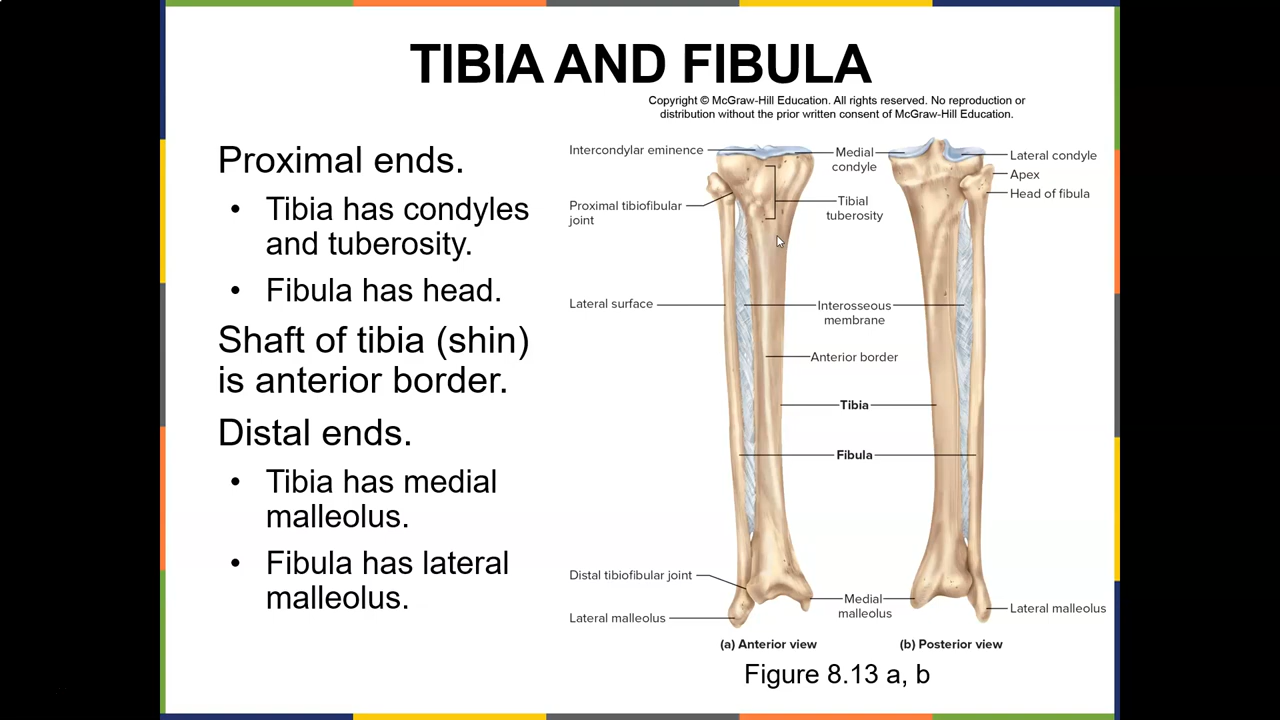 TIBIA AND FIBULA
Copyright © McGraw-Hill Education. All rights reserved. No reproduction or
distribution without the prior written consent of McGraw-Hill Education.
Proximal ends.
• Tibia has condyles
and tuberosity.
• Fibula has head.
Shaft of tibia (shin)
is anterior border.
Distal ends.
• Tibia has medial
malleolus.
• Fibula has lateral
malleolus.
Intercondylar eminence
Medial
condyle
Lateral condyle
Apex
Head of fibula
Proximal tibiofibular
joint
Tibial
tuberosity
Lateral surface
Interosseous
membrane
Anterior border
Tibia
Fibula
Distal tibiofibular joint
Medial
malleolus
Lateral malleolus
Lateral malleolus
(a) Anterior view
(b) Posterior view
Figure 8.13 a, b